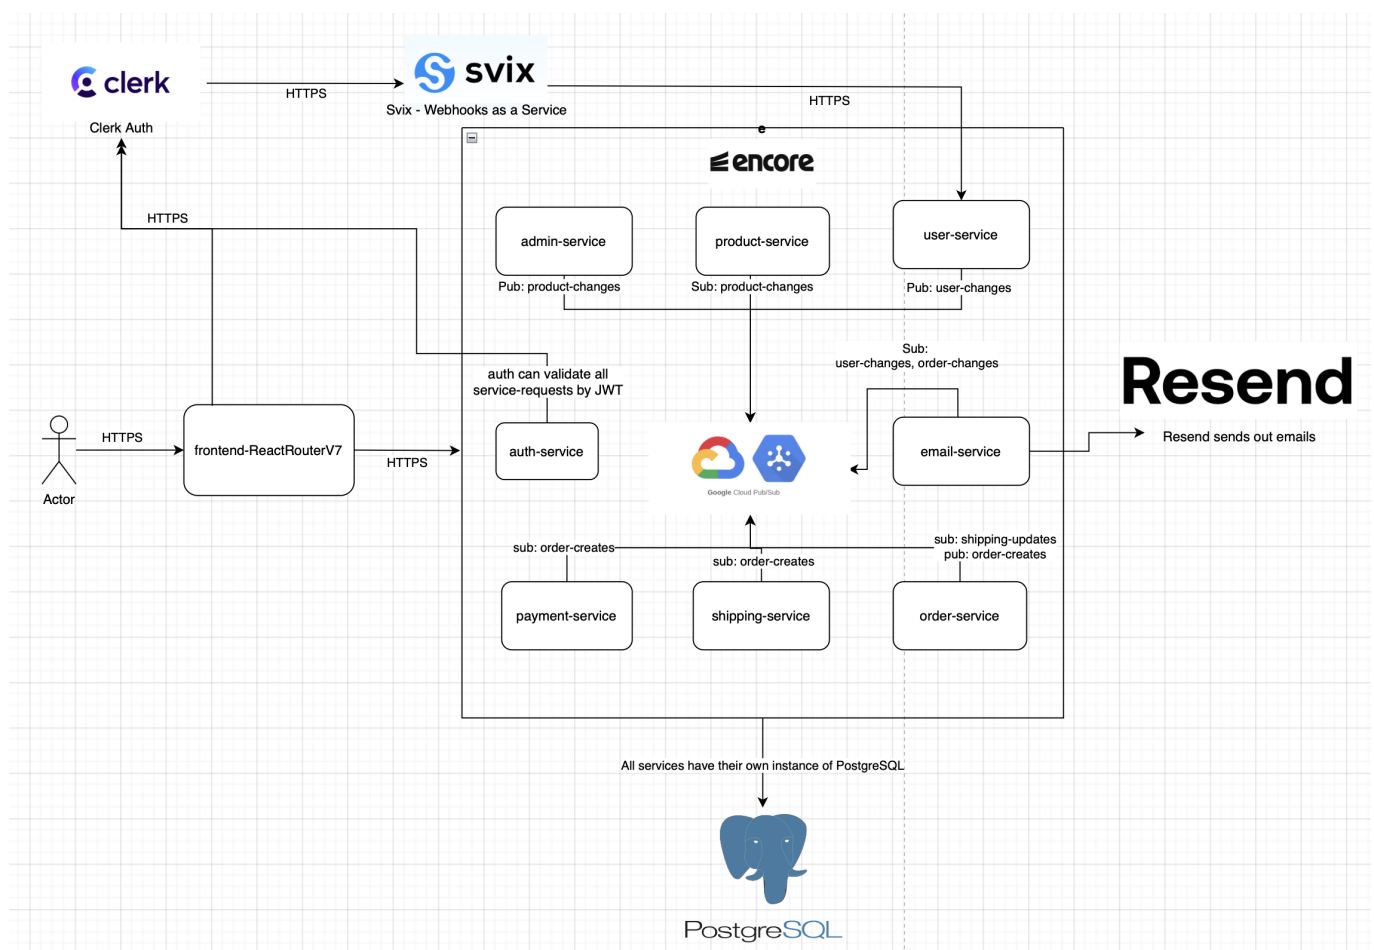 clerk
Clerk Auth
HTTPS
svix
Svix - Webhooks as a Service
HTTPS
e
encore
HTTPS
admin-service
product-service
user-service
Pub: product-changes
Sub: product-changes
Pub: user-changes
Sub:
user-changes, order-changes
auth can validate all
service-requests by JWT
Resend
Resend sends out emails
Actor
HTTPS
frontend-ReactRouterV7
HTTPS
auth-service
Google Cloud Pub/Sub
email-service
sub: order-creates
sub: order-creates
sub: shipping-updates
pub: order-creates
payment-service
shipping-service
order-service
All services have their own instance of PostgreSQL
PostgreSQL